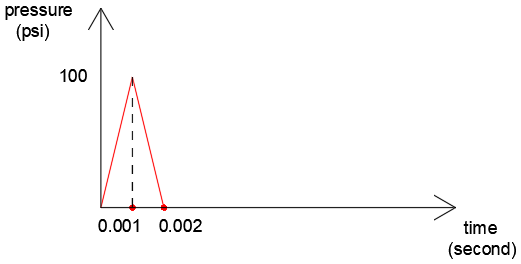 pressure
(psi)
100
0.001
0.002
time
(second)